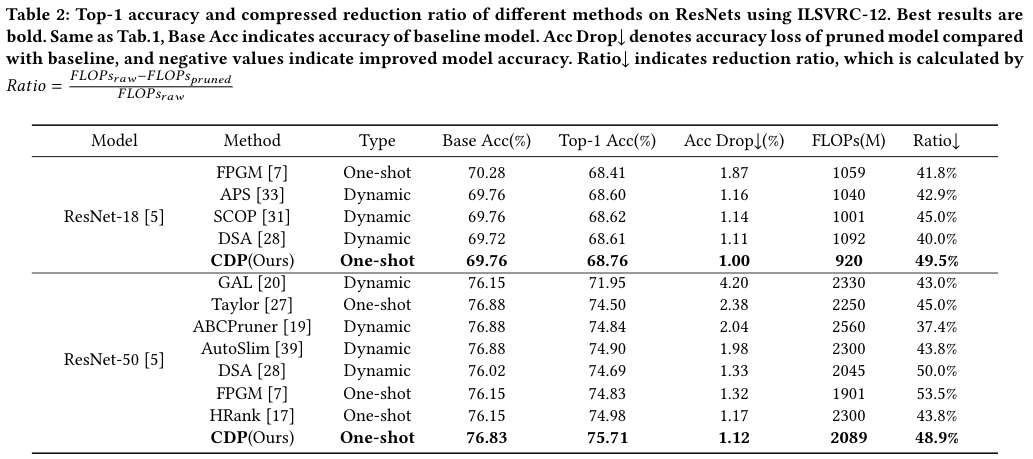 Table 2: Top-1 accuracy and compressed reduction ratio of different methods on ResNets using ILSVRC-12. Best results are
bold. Same as Tab.1, Base Acc indicates accuracy of baseline model. Acc Drop↓ denotes accuracy loss of pruned model compared
with baseline, and negative values indicate improved model accuracy. Ratio↓ indicates reduction ratio, which is calculated by
Ratio = (FLOPs_raw − FLOPs_pruned) / FLOPs_raw
Model Method Type Base Acc(%) Top-1 Acc(%) Acc Drop↓(%) FLOPs(M) Ratio↓
FPGM [7] One-shot 70.28 68.41 1.87 1059 41.8%
APS [33] Dynamic 69.76 68.60 1.16 1040 42.9%
ResNet-18 [5] SCOP [31] Dynamic 69.76 68.62 1.14 1001 45.0%
DSA [28] Dynamic 69.72 68.61 1.11 1092 40.0%
CDP(Ours) One-shot 69.76 68.76 1.00 920 49.5%
GAL [20] Dynamic 76.15 71.95 4.20 2330 43.0%
Taylor [27] One-shot 76.88 74.50 2.38 2250 45.0%
ABCPruner [19] Dynamic 76.88 74.84 2.04 2560 37.4%
AutoSlim [39] Dynamic 76.88 74.90 1.98 2300 43.8%
ResNet-50 [5]
DSA [28] Dynamic 76.02 74.69 1.33 2045 50.0%
FPGM [7] One-shot 76.15 74.83 1.32 1901 53.5%
HRank [17] One-shot 76.15 74.98 1.17 2300 43.8%
CDP(Ours) One-shot 76.83 75.71 1.12 2089 48.9%